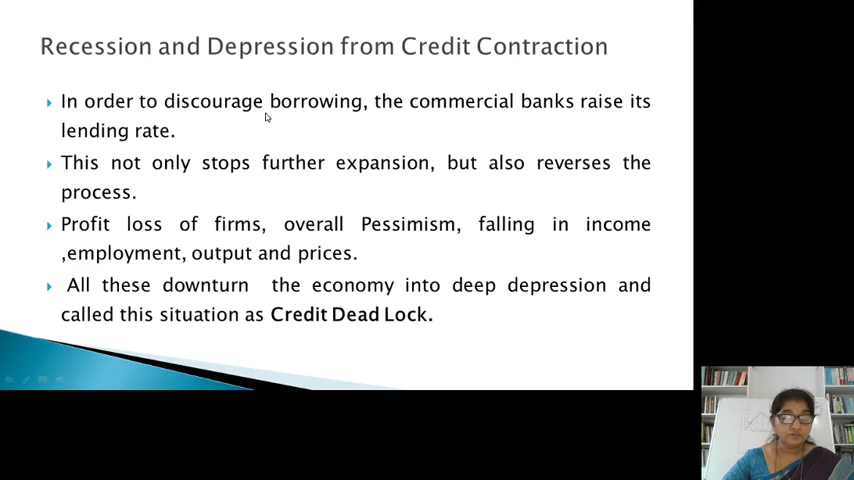 Recession and Depression from Credit Contraction
In order to discourage borrowing, the commercial banks raise its
lending rate.
This not only stops further expansion, but also reverses the
process.
Profit loss of firms, overall Pessimism, falling in income
,employment, output and prices.
All these downturn the economy into deep depression and
called this situation as Credit Dead Lock.